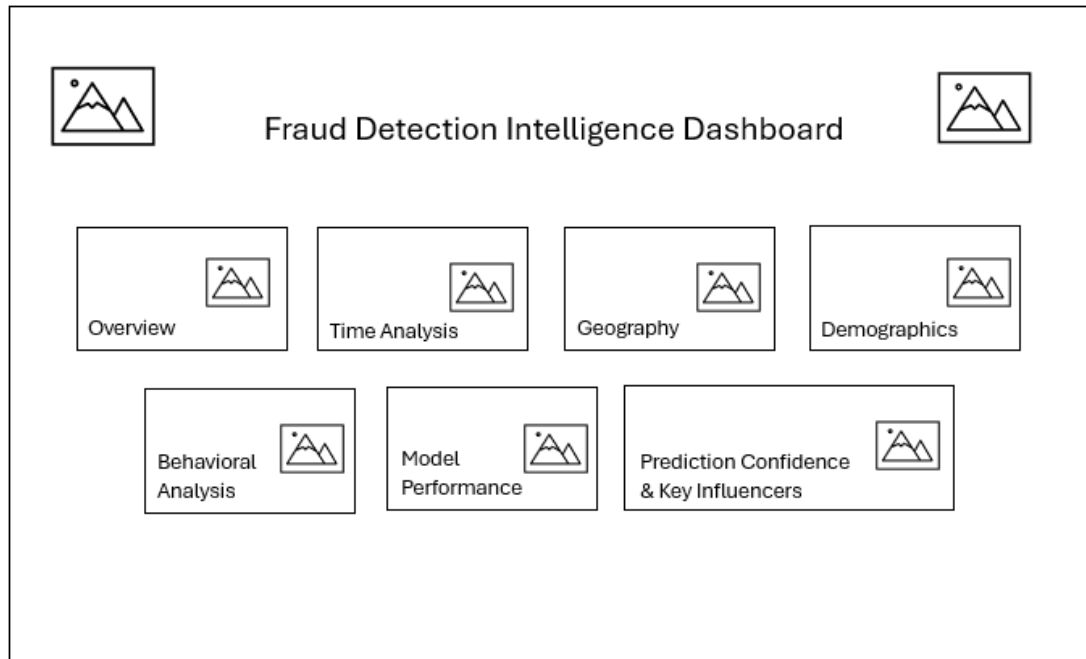 Fraud Detection Intelligence Dashboard
Overview
Time Analysis
Geography
Demographics
Behavioral
Analysis
Model
Performance
Prediction Confidence
& Key Influencers